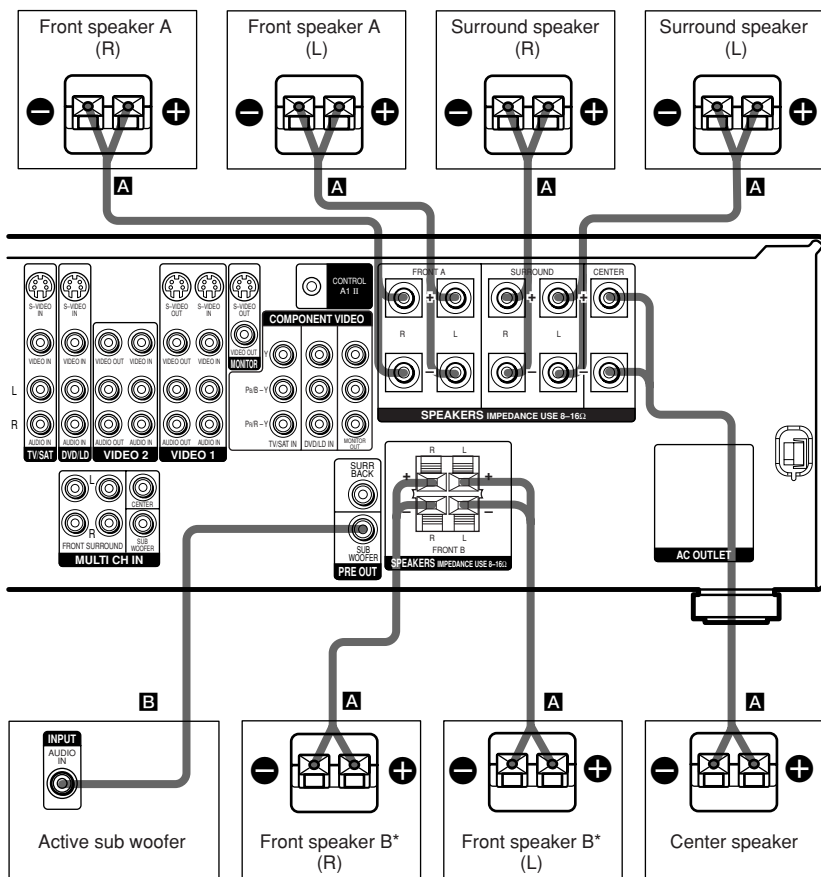 Front speaker A
(R)
Front speaker A
(L)
Surround speaker
(R)
Surround speaker
(L)
− +
− +
− +
− +
A
A
A
A
S-VIDEO
IN
S-VIDEO
IN
S-VIDEO
OUT
S-VIDEO
IN
S-VIDEO
OUT
CONTROL
A1 II
FRONT A
SURROUND
CENTER
+
+
+
VIDEO IN
VIDEO IN
VIDEO OUT
VIDEO IN
VIDEO OUT
VIDEO IN
VIDEO OUT
MONITOR
COMPONENT VIDEO
Y
R
L
R
L
L
PB/B–Y
−
−
−
R
PR/R–Y
AUDIO IN
AUDIO IN
AUDIO OUT
AUDIO IN
AUDIO OUT
AUDIO IN
TV/SAT IN
DVD/LD IN
MONITOR
OUT
SPEAKERS IMPEDANCE USE 8–16Ω
TV/SAT
DVD/LD
VIDEO 2
VIDEO 1
L
CENTER
R
FRONT SURROUND
SUB
WOOFER
MULTI CH IN
SURR
BACK
SUB
WOOFER
PRE OUT
R L
+ +
− −
R L
FRONT B
SPEAKERS IMPEDANCE USE 8–16Ω
AC OUTLET
B
A
A
A
INPUT
AUDIO
IN
− +
− +
− +
Active sub woofer
Front speaker B*
(R)
Front speaker B*
(L)
Center speaker